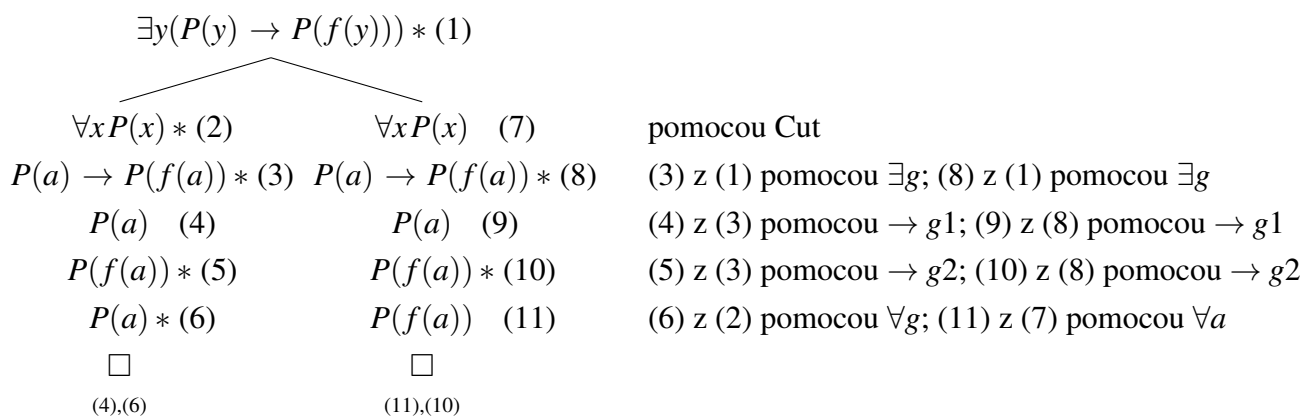 ∃y(P(y) → P(f(y))) ∗ (1)
∀xP(x) ∗ (2) ∀xP(x) (7) pomocou Cut
P(a) → P(f(a)) ∗ (3) P(a) → P(f(a)) ∗ (8) (3) z (1) pomocou ∃g; (8) z (1) pomocou ∃g
P(a) (4) P(a) (9) (4) z (3) pomocou → g1; (9) z (8) pomocou → g1
P(f(a)) ∗ (5) P(f(a)) ∗ (10) (5) z (3) pomocou → g2; (10) z (8) pomocou → g2
P(a) ∗ (6) P(f(a)) (11) (6) z (2) pomocou ∀g; (11) z (7) pomocou ∀a
□ □
(4),(6) (11),(10)